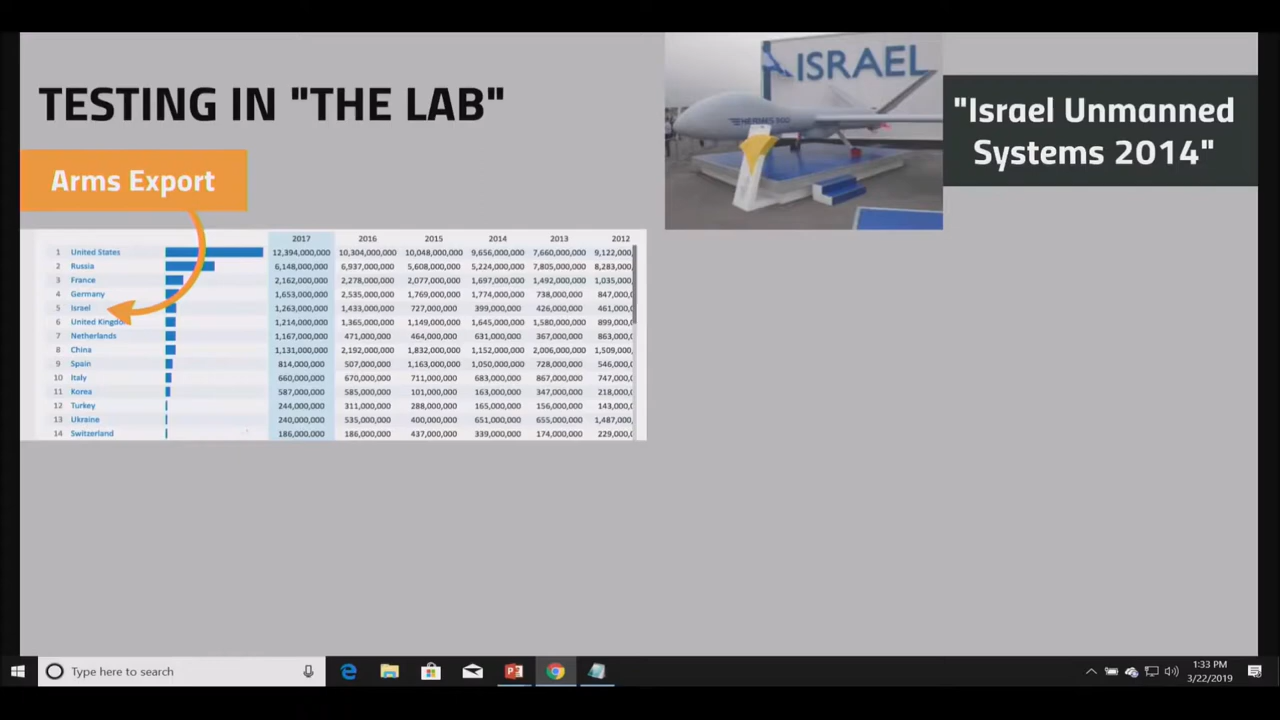 TESTING IN "THE LAB"
Arms Export
ISRAEL
HERMES 900
"Israel Unmanned
Systems 2014"
2017 2016 2015 2014 2013 2012
1 United States 12,394,000,000 10,304,000,000 10,048,000,000 9,656,000,000 7,660,000,000 9,122,000,
2 Russia 6,148,000,000 6,937,000,000 5,608,000,000 5,224,000,000 7,805,000,000 8,283,000,
3 France 2,162,000,000 2,278,000,000 2,077,000,000 1,697,000,000 1,492,000,000 1,035,000,
4 Germany 1,653,000,000 2,535,000,000 1,769,000,000 1,774,000,000 738,000,000 847,000,
5 Israel 1,263,000,000 1,433,000,000 727,000,000 399,000,000 426,000,000 461,000,
6 United Kingdo 1,214,000,000 1,365,000,000 1,149,000,000 1,645,000,000 1,580,000,000 899,000,
7 Netherlands 1,167,000,000 471,000,000 464,000,000 631,000,000 367,000,000 863,000,
8 China 1,131,000,000 2,192,000,000 1,832,000,000 1,152,000,000 2,006,000,000 1,509,000,
9 Spain 814,000,000 507,000,000 1,163,000,000 1,050,000,000 728,000,000 546,000,
10 Italy 660,000,000 670,000,000 711,000,000 683,000,000 867,000,000 747,000,
11 Korea 587,000,000 585,000,000 101,000,000 163,000,000 347,000,000 218,000,
12 Turkey 244,000,000 311,000,000 288,000,000 165,000,000 156,000,000 143,000,
13 Ukraine 240,000,000 535,000,000 400,000,000 651,000,000 655,000,000 1,487,000,
14 Switzerland 186,000,000 186,000,000 437,000,000 339,000,000 174,000,000 229,000,
Type here to search
1:33 PM
3/22/2019